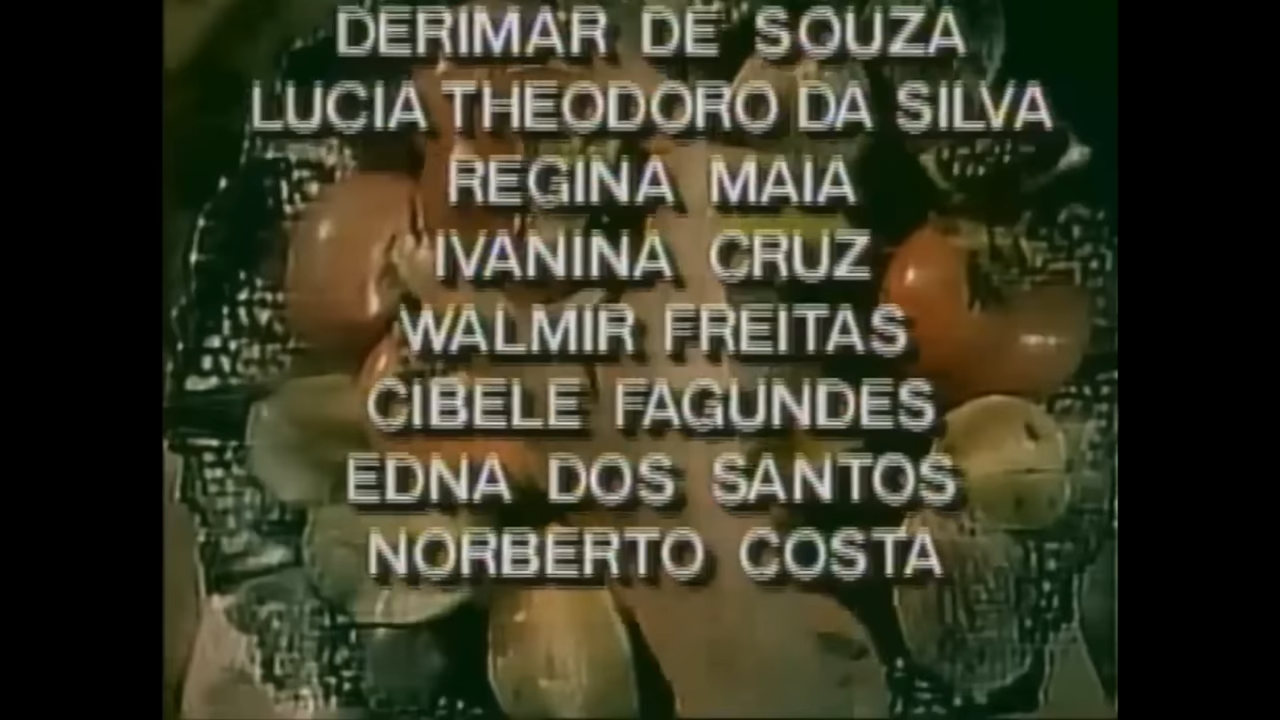 DERIMAR DE SOUZA
LUCIA THEODORO DA SILVA
REGINA MAIA
IVANINA CRUZ
WALMIR FREITAS
CIBELE FAGUNDES
EDNA DOS SANTOS
NORBERTO COSTA